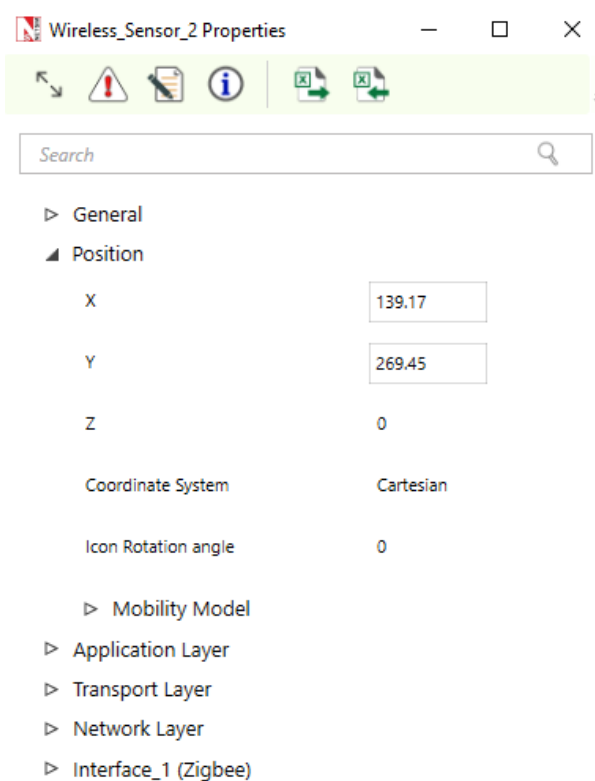 Wireless_Sensor_2 Properties
Search
General
Position
X 139.17
Y 269.45
Z 0
Coordinate System Cartesian
Icon Rotation angle 0
Mobility Model
Application Layer
Transport Layer
Network Layer
Interface_1 (Zigbee)